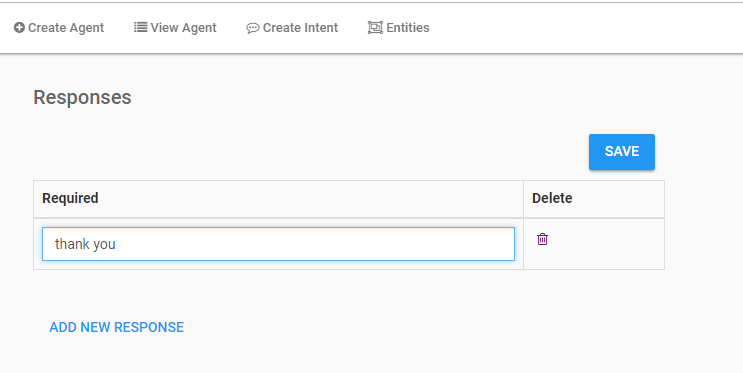 Create Agent View Agent Create Intent Entities
Responses
SAVE
Required Delete
thank you
ADD NEW RESPONSE